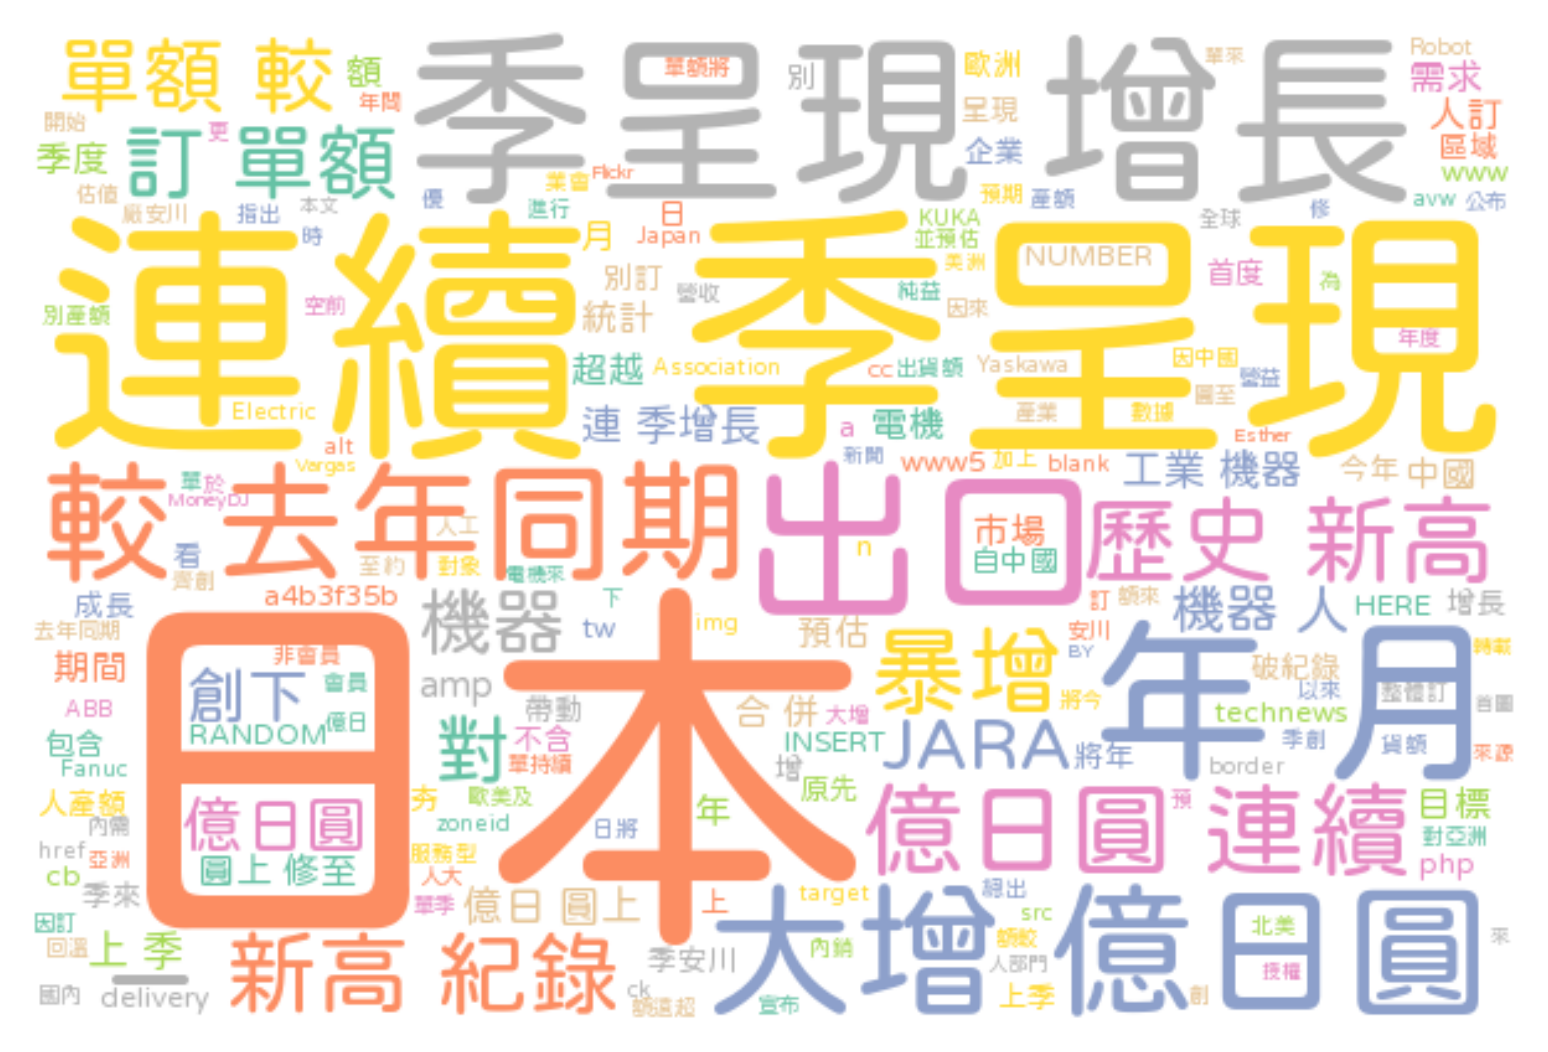 單額 較 額 年間 季呈現 增長 單額將 別 歐洲 呈現 企業 單來 Robot 需求 人訂 區域
開始 季度 訂 單額 更 估值 廠安川 指出 本文 時 優 業會 Flickr 進行 日 Japan
預期 產額 www avw 公布 全球 修 KUKA 並預估 月 美洲 首度 為 NUMBER
連續 季呈現 別產額 空前 別訂 營收 統計 純益 因來 年度
超越 Association cc 出貨額 Yaskawa 因中國 營益 圓至 Electric 產業 數據
連 季增長 a 電機 Esther alt Vargas 新聞 www5 加上 blank 工業 機器 今年 中國
單於 MoneyDJ 較 去年同期 出口 市場 自中國 歷史 新高
看 齊創 人工 至約 對象 電機來 n
成長 去年同期 a4b3f35b 機器 下 tw img 預估 訂 額來 安川 BY 機器 人 HERE 增長
期間 日本 非會員 創下 會員 RANDOM 億日 amp 帶動 合 併 大增 暴增 將今 年月 破紀錄 以來 整體訂 轉載 首圖
ABB 包含 Fanuc 對 不含 單持續 INSERT 增 JARA 將年 technews 季創 貨額 border 來源
人產額 內需 億日圓 圓上 修至 夯 歐美及 zoneid 日將 年 原先 億日圓 預 連續 目標 對亞洲 php
href 亞洲 cb 季來 服務型 人大 單季 億日 圓上 上 target 總出 src
因訂 回溫 上 季 新高 紀錄 季安川 大增 內銷 額較 人部門 億日圓 北美 授權 來
國內 delivery ck 額遠超 宣布 上季 創